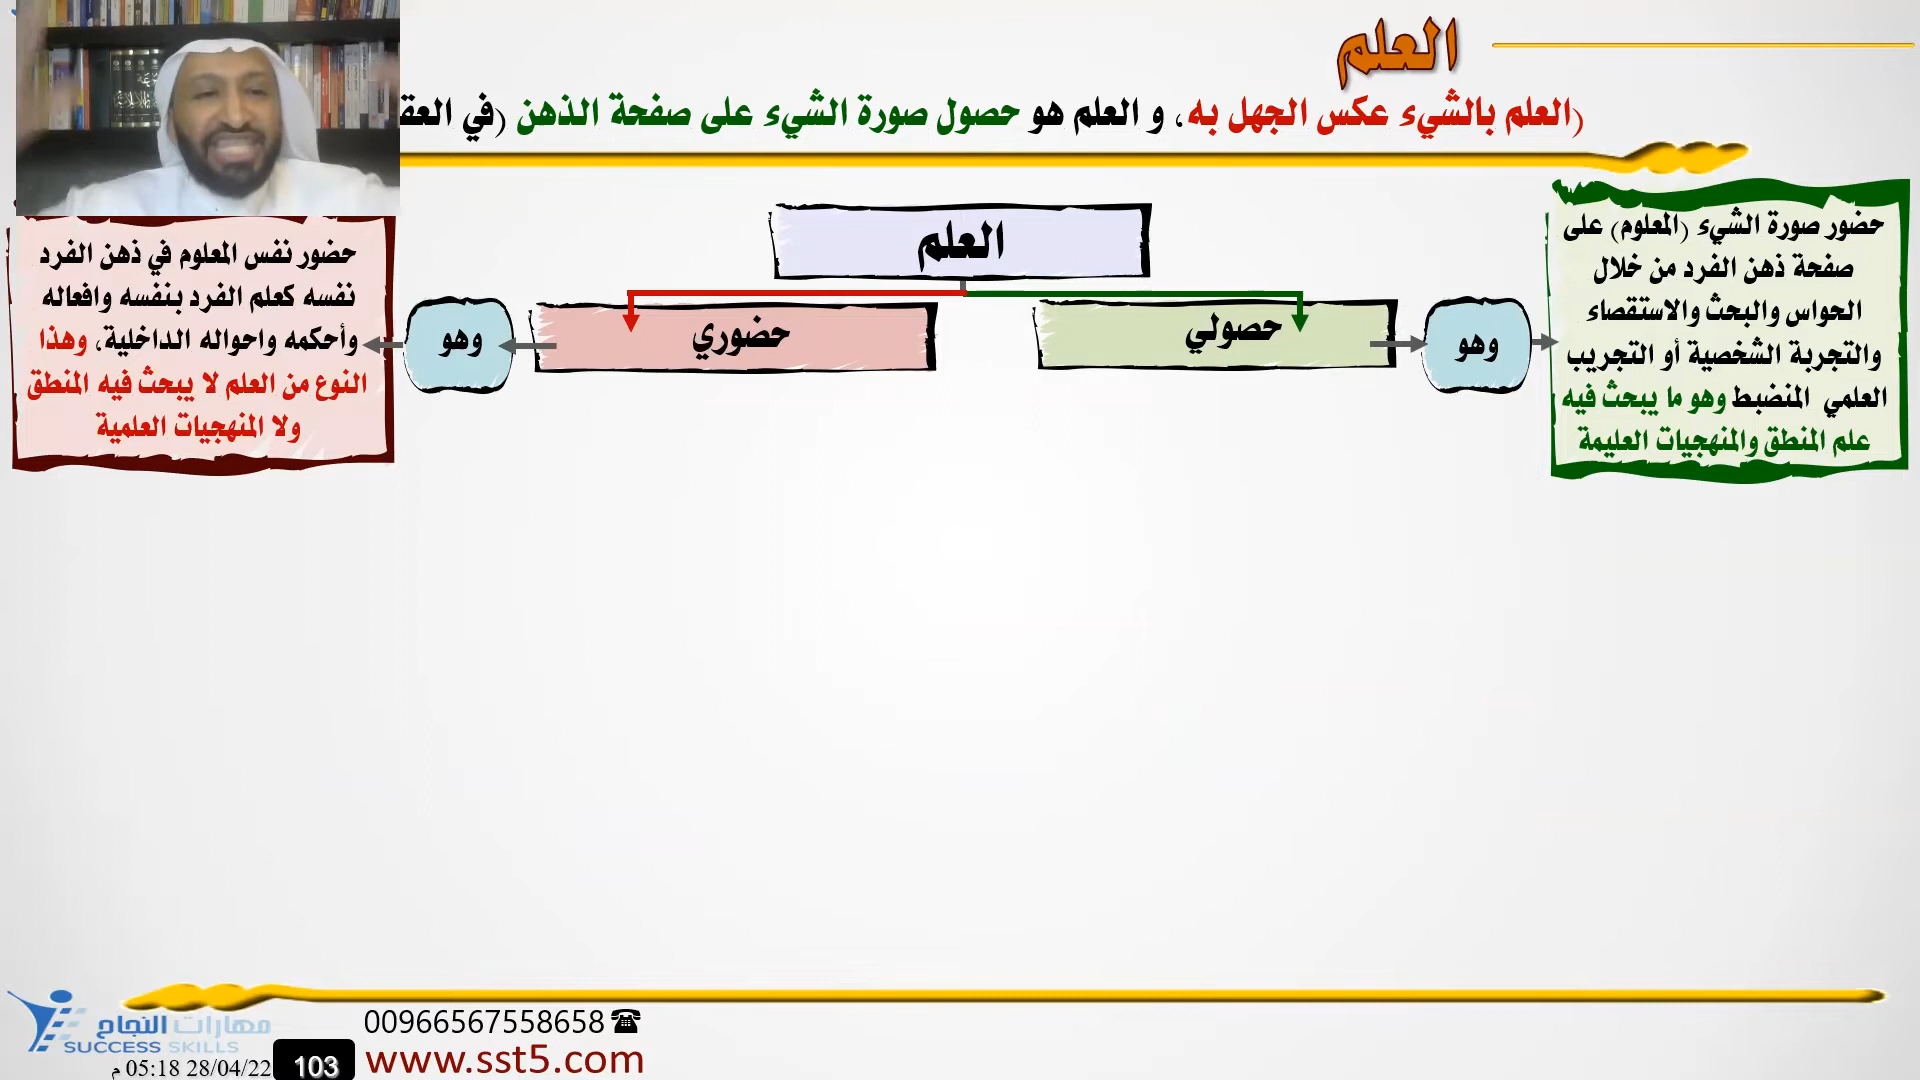 العلم
(العلم بالشيء عكس الجهل به، و العلم هو حصول صورة الشيء على صفحة الذهن (في
العلم
حصولي
حضوري
وهو
وهو
حضور صورة الشيء (المعلوم) على
صفحة ذهن الفرد من خلال
الحواس والبحث والاستقصاء
والتجربة الشخصية أو التجريب
العلمي المنضبط وهو ما يبحث فيه
علم المنطق والمنهجيات العليمة
حضور نفس المعلوم في ذهن الفرد
نفسه كعلم الفرد بنفسه وافعاله
وأحكمه واحواله الداخلية، وهذا
النوع من العلم لا يبحث فيه المنطق
ولا المنهجيات العلمية
مهارات النجاح
SUCCESS SKILLS
00966567558658
www.sst5.com
28/04/22 05:18 م
103